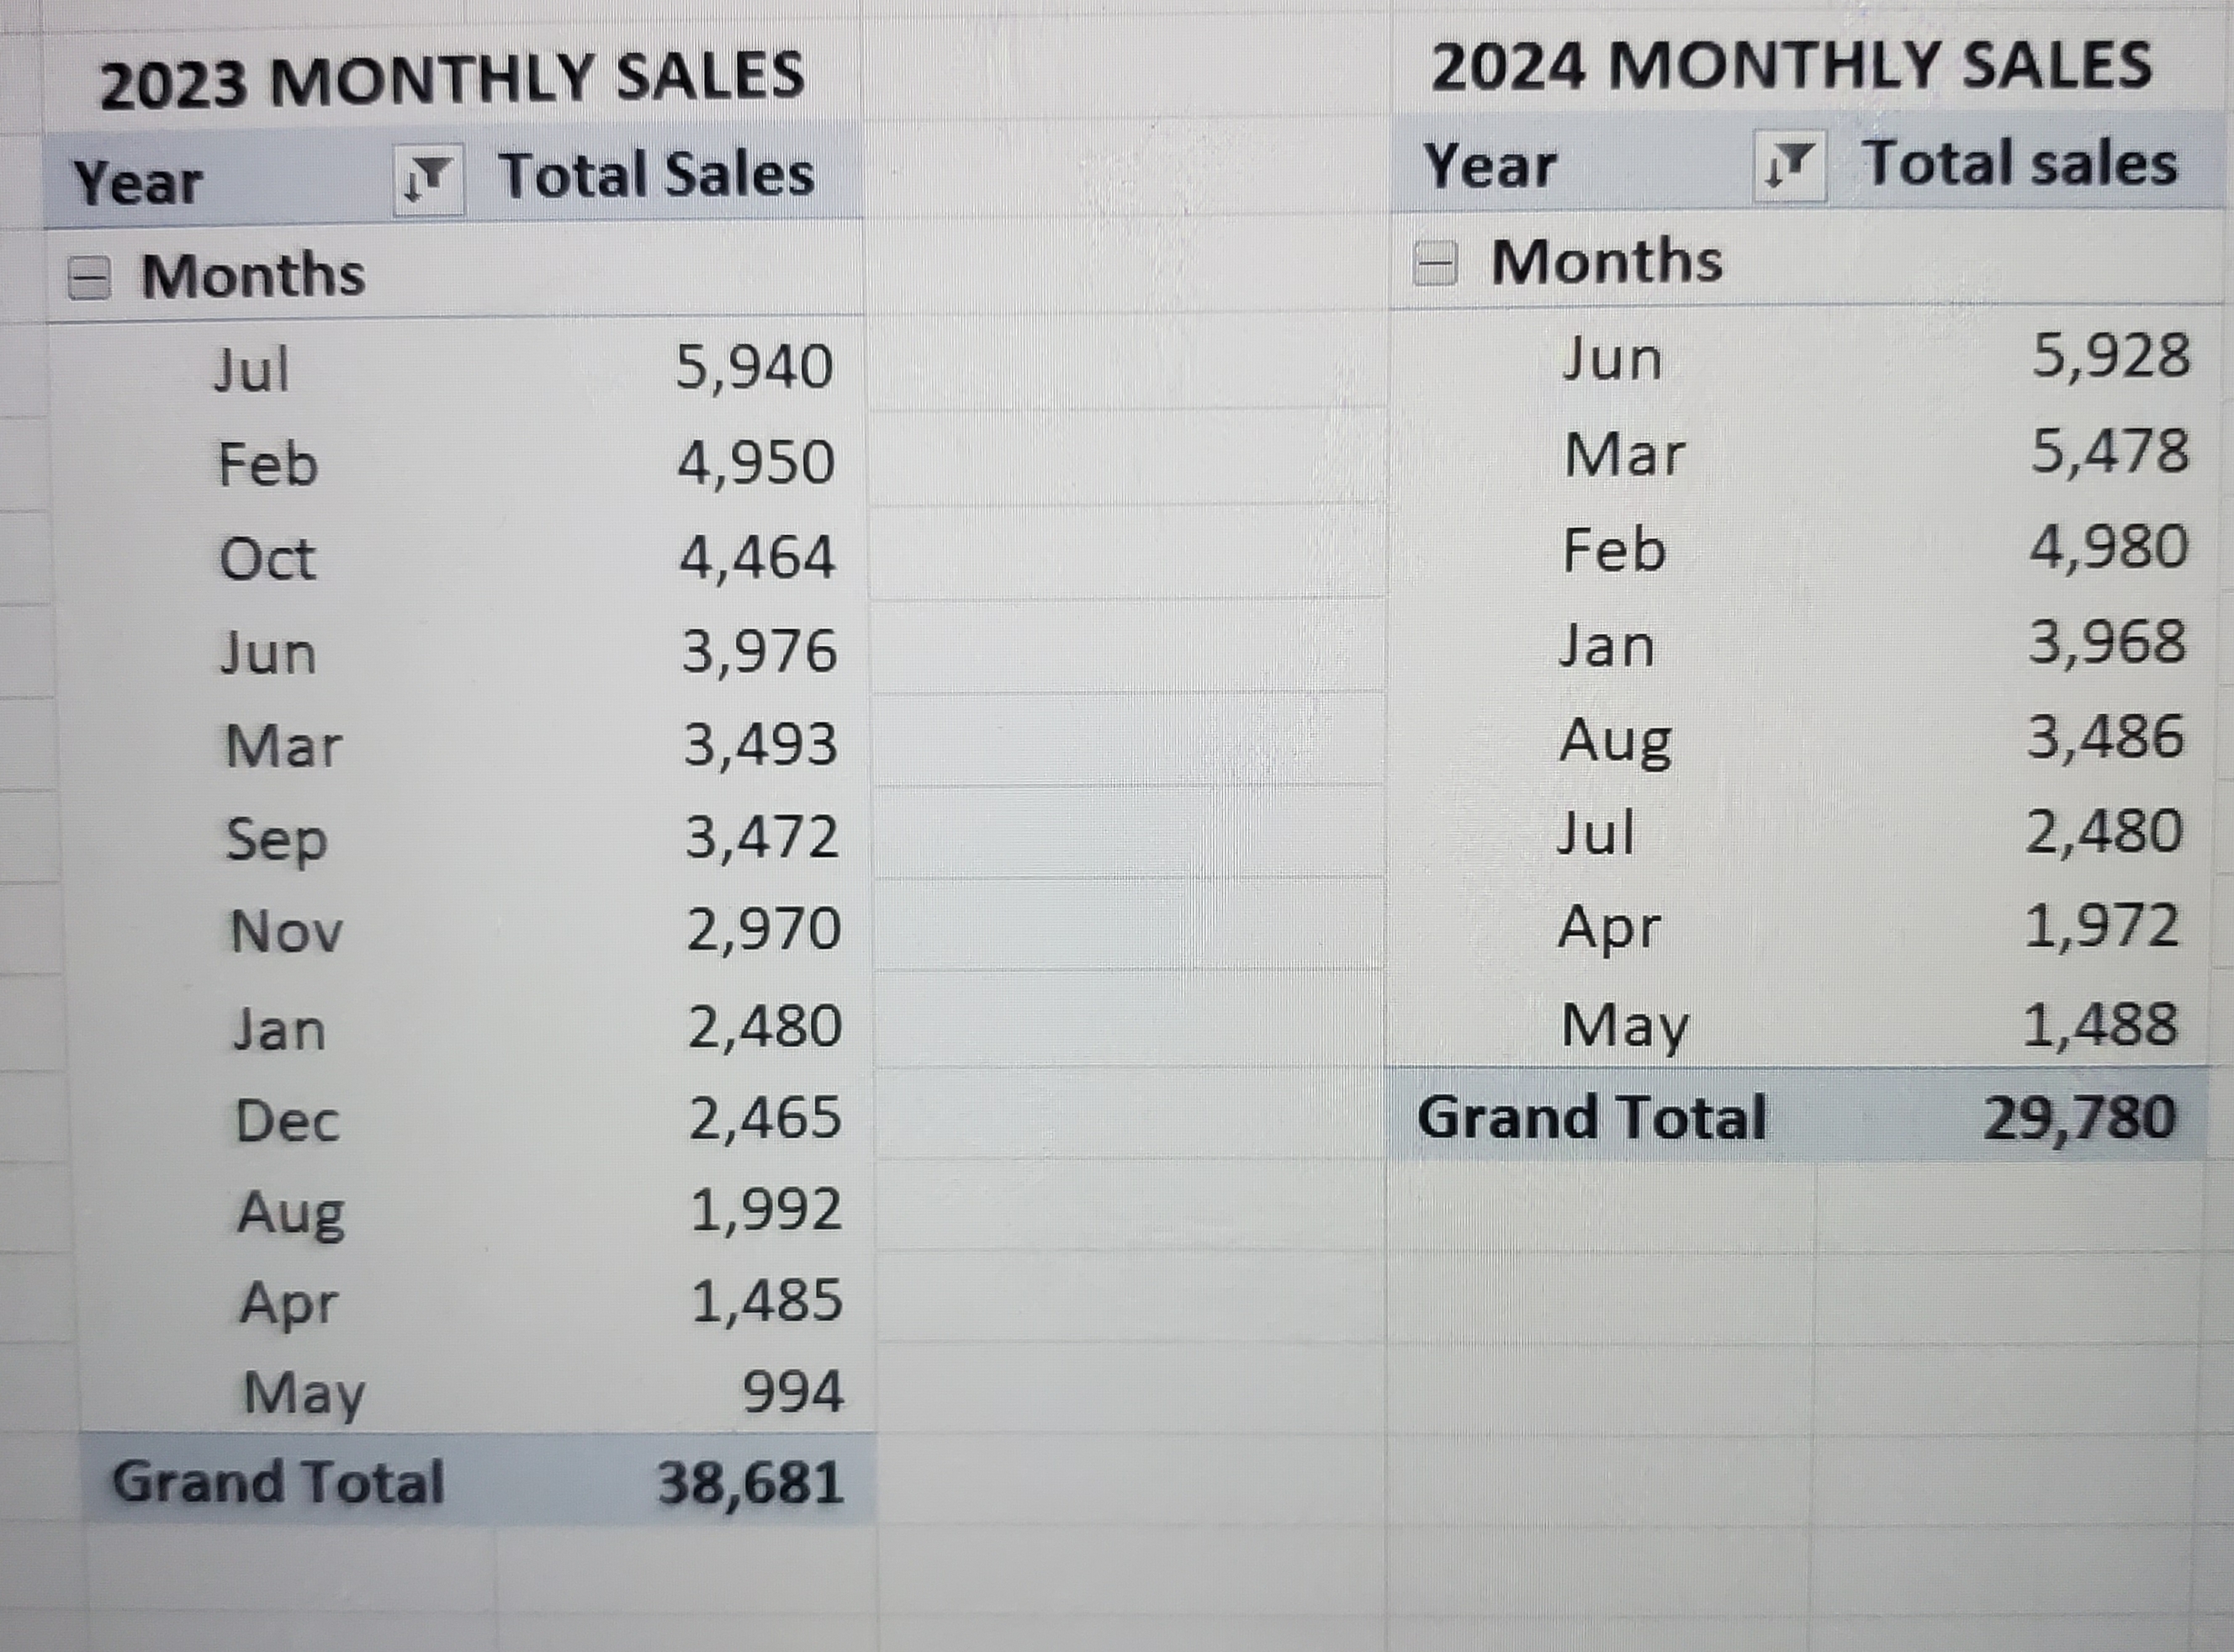 2023 MONTHLY SALES
Year Total Sales
Months
Jul 5,940
Feb 4,950
Oct 4,464
Jun 3,976
Mar 3,493
Sep 3,472
Nov 2,970
Jan 2,480
Dec 2,465
Aug 1,992
Apr 1,485
May 994
Grand Total 38,681
2024 MONTHLY SALES
Year Total sales
Months
Jun 5,928
Mar 5,478
Feb 4,980
Jan 3,968
Aug 3,486
Jul 2,480
Apr 1,972
May 1,488
Grand Total 29,780